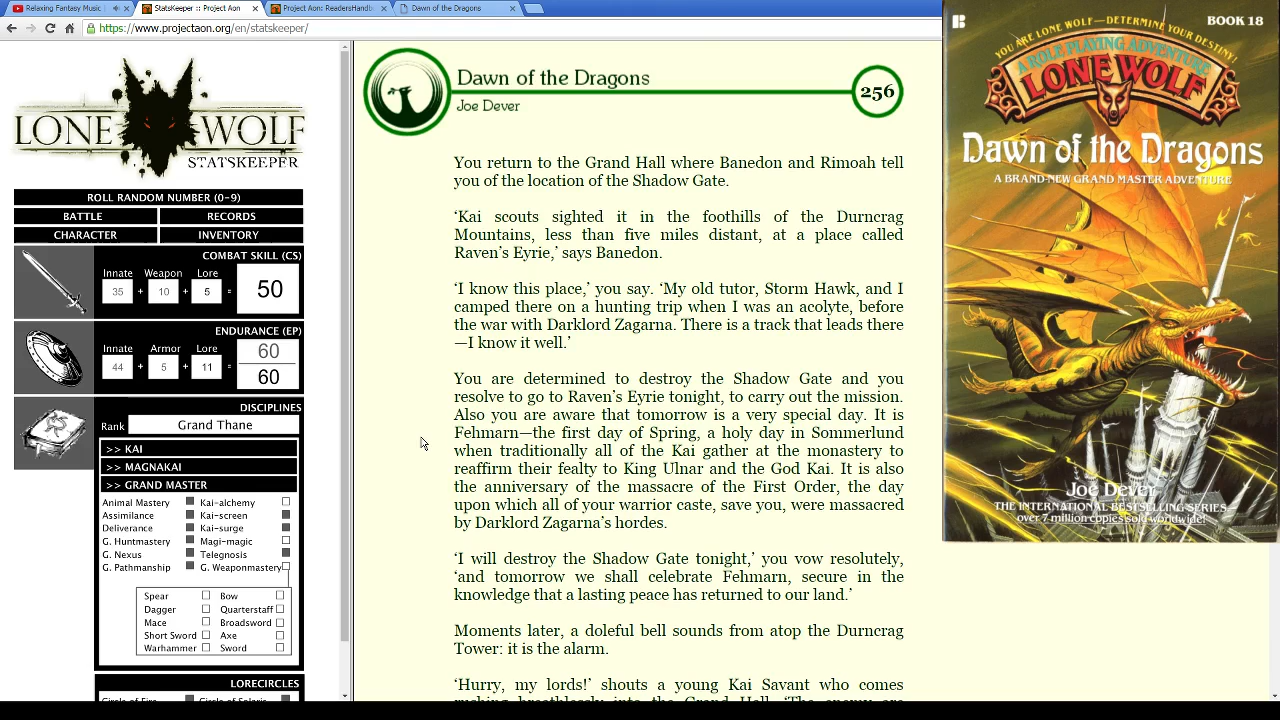 Relaxing Fantasy Music
StatsKeeper :: Project Aon
Project Aon: ReadersHandb
Dawn of the Dragons
https://www.projectaon.org/en/statskeeper/
LONE WOLF
STATSKEEPER
ROLL RANDOM NUMBER (0-9)
BATTLE RECORDS
CHARACTER INVENTORY
COMBAT SKILL (CS)
Innate Weapon Lore
35 + 10 + 5 = 50
ENDURANCE (EP)
Innate Armor Lore
60
44 + 5 + 11 =
60
DISCIPLINES
Rank Grand Thane
>> KAI
>> MAGNAKAI
>> GRAND MASTER
Animal Mastery Kai-alchemy
Assimilance Kai-screen
Deliverance Kai-surge
G. Huntmastery Magi-magic
G. Nexus Telegnosis
G. Pathmanship G. Weaponmastery
Spear Bow
Dagger Quarterstaff
Mace Broadsword
Short Sword Axe
Warhammer Sword
LORECIRCLES
Circle of Fire Circle of Solaris
Dawn of the Dragons
Joe Dever
256
You return to the Grand Hall where Banedon and Rimoah tell
you of the location of the Shadow Gate.
‘Kai scouts sighted it in the foothills of the Durncrag
Mountains, less than five miles distant, at a place called
Raven’s Eyrie,’ says Banedon.
‘I know this place,’ you say. ‘My old tutor, Storm Hawk, and I
camped there on a hunting trip when I was an acolyte, before
the war with Darklord Zagarna. There is a track that leads there
—I know it well.’
You are determined to destroy the Shadow Gate and you
resolve to go to Raven’s Eyrie tonight, to carry out the mission.
Also you are aware that tomorrow is a very special day. It is
Fehmarn—the first day of Spring, a holy day in Sommerlund
when traditionally all of the Kai gather at the monastery to
reaffirm their fealty to King Ulnar and the God Kai. It is also
the anniversary of the massacre of the First Order, the day
upon which all of your warrior caste, save you, were massacred
by Darklord Zagarna’s hordes.
‘I will destroy the Shadow Gate tonight,’ you vow resolutely,
‘and tomorrow we shall celebrate Fehmarn, secure in the
knowledge that a lasting peace has returned to our land.’
Moments later, a doleful bell sounds from atop the Durncrag
Tower: it is the alarm.
‘Hurry, my lords!’ shouts a young Kai Savant who comes
rushing breathlessly into the Grand Hall. ‘The enemy are
B
BOOK 18
YOU ARE LONE WOLF—DETERMINE YOUR DESTINY!
A ROLE PLAYING ADVENTURE
LONE WOLF
Dawn of the Dragons
A BRAND-NEW GRAND MASTER ADVENTURE
Joe Dever
THE INTERNATIONAL BESTSELLING SERIES—
over 7 million copies sold worldwide!